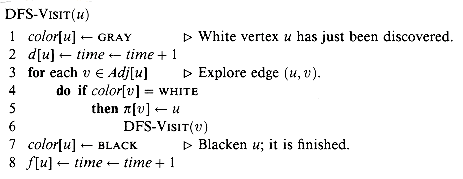 DFS-VISIT(u)
1 color[u] ← GRAY ▷ White vertex u has just been discovered.
2 d[u] ← time ← time + 1
3 for each v ∈ Adj[u] ▷ Explore edge (u, v).
4 do if color[v] = WHITE
5 then π[v] ← u
6 DFS-VISIT(v)
7 color[u] ← BLACK ▷ Blacken u; it is finished.
8 f[u] ← time ← time + 1